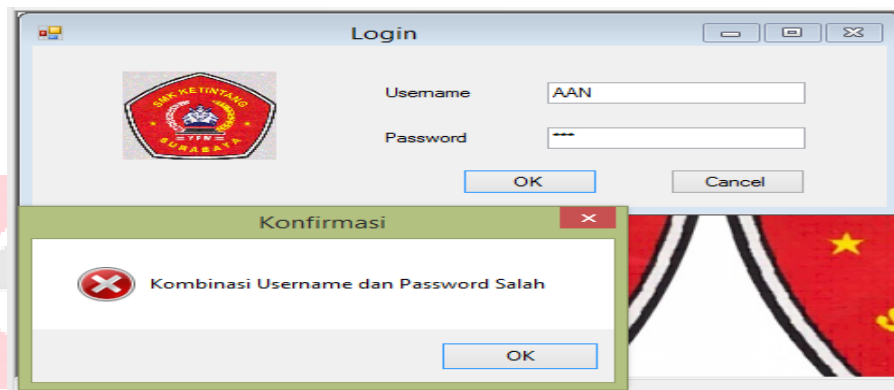 Login
SMK KETINTANG
YPM
SURABAYA
Username
AAN
Password
***
OK
Cancel
Konfirmasi
Kombinasi Username dan Password Salah
OK